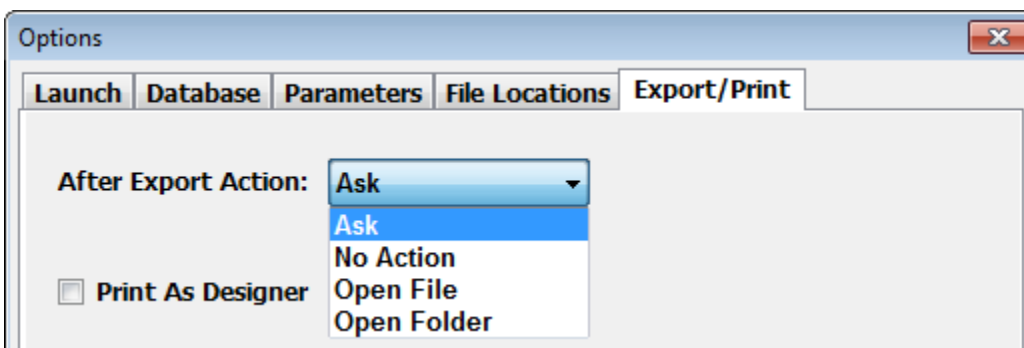 Options
Launch Database Parameters File Locations Export/Print
After Export Action: Ask
Ask
No Action
Print As Designer Open File
Open Folder